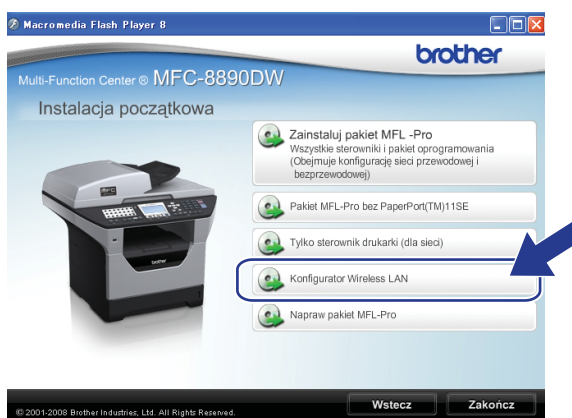 Macromedia Flash Player 8
brother
Multi-Function Center ® MFC-8890DW
Instalacja początkowa
Zainstaluj pakiet MFL -Pro
Wszystkie sterowniki i pakiet oprogramowania
(Obejmuje konfigurację sieci przewodowej i
bezprzewodowej)
Pakiet MFL-Pro bez PaperPort(TM)11SE
Tylko sterownik drukarki (dla sieci)
Konfigurator Wireless LAN
Napraw pakiet MFL-Pro
Wstecz
Zakończ
© 2001-2008 Brother Industries, Ltd. All Rights Reserved.